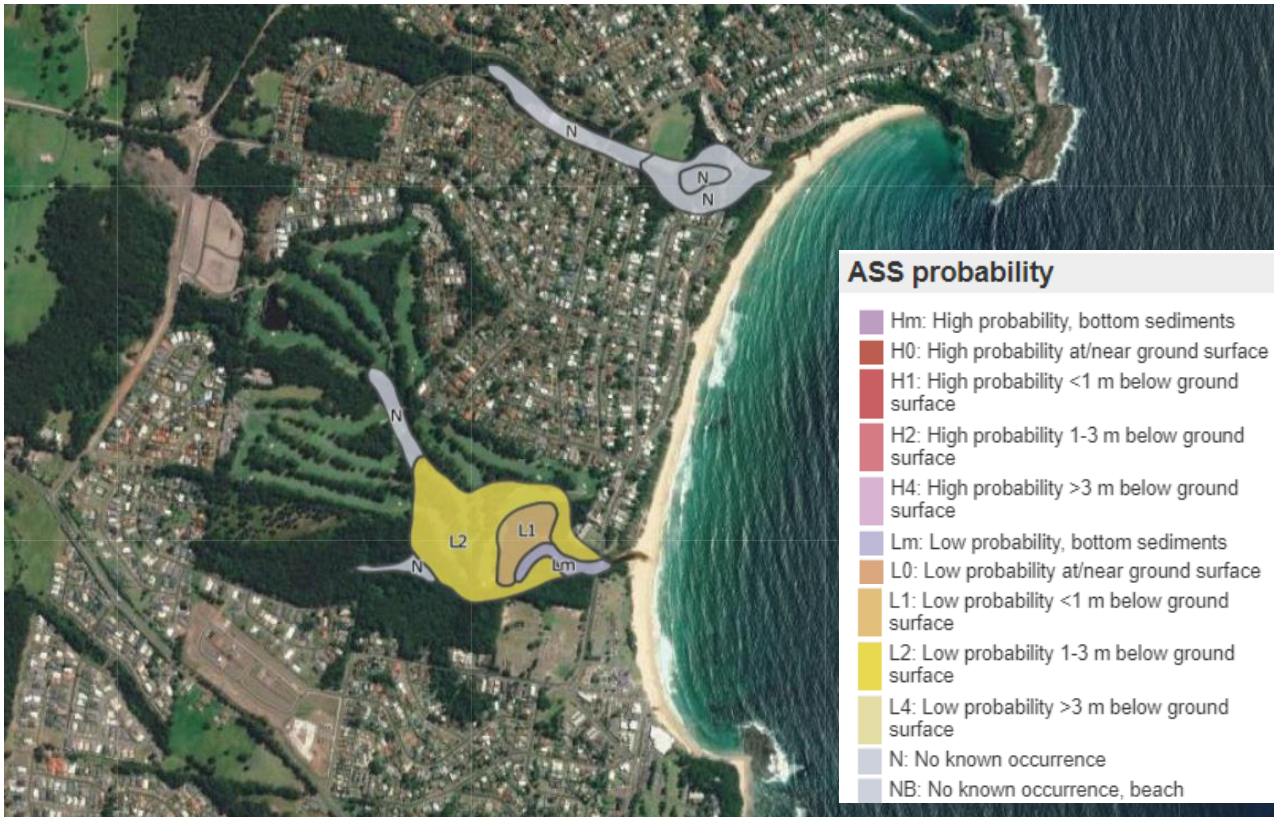 N
N
N
ASS probability
Hm: High probability, bottom sediments
H0: High probability at/near ground surface
H1: High probability <1 m below ground
surface
H2: High probability 1-3 m below ground
surface
H4: High probability >3 m below ground
surface
Lm: Low probability, bottom sediments
L0: Low probability at/near ground surface
L1: Low probability <1 m below ground
surface
L2: Low probability 1-3 m below ground
surface
L4: Low probability >3 m below ground
surface
N: No known occurrence
NB: No known occurrence, beach
N
L1
L2
N
Lm